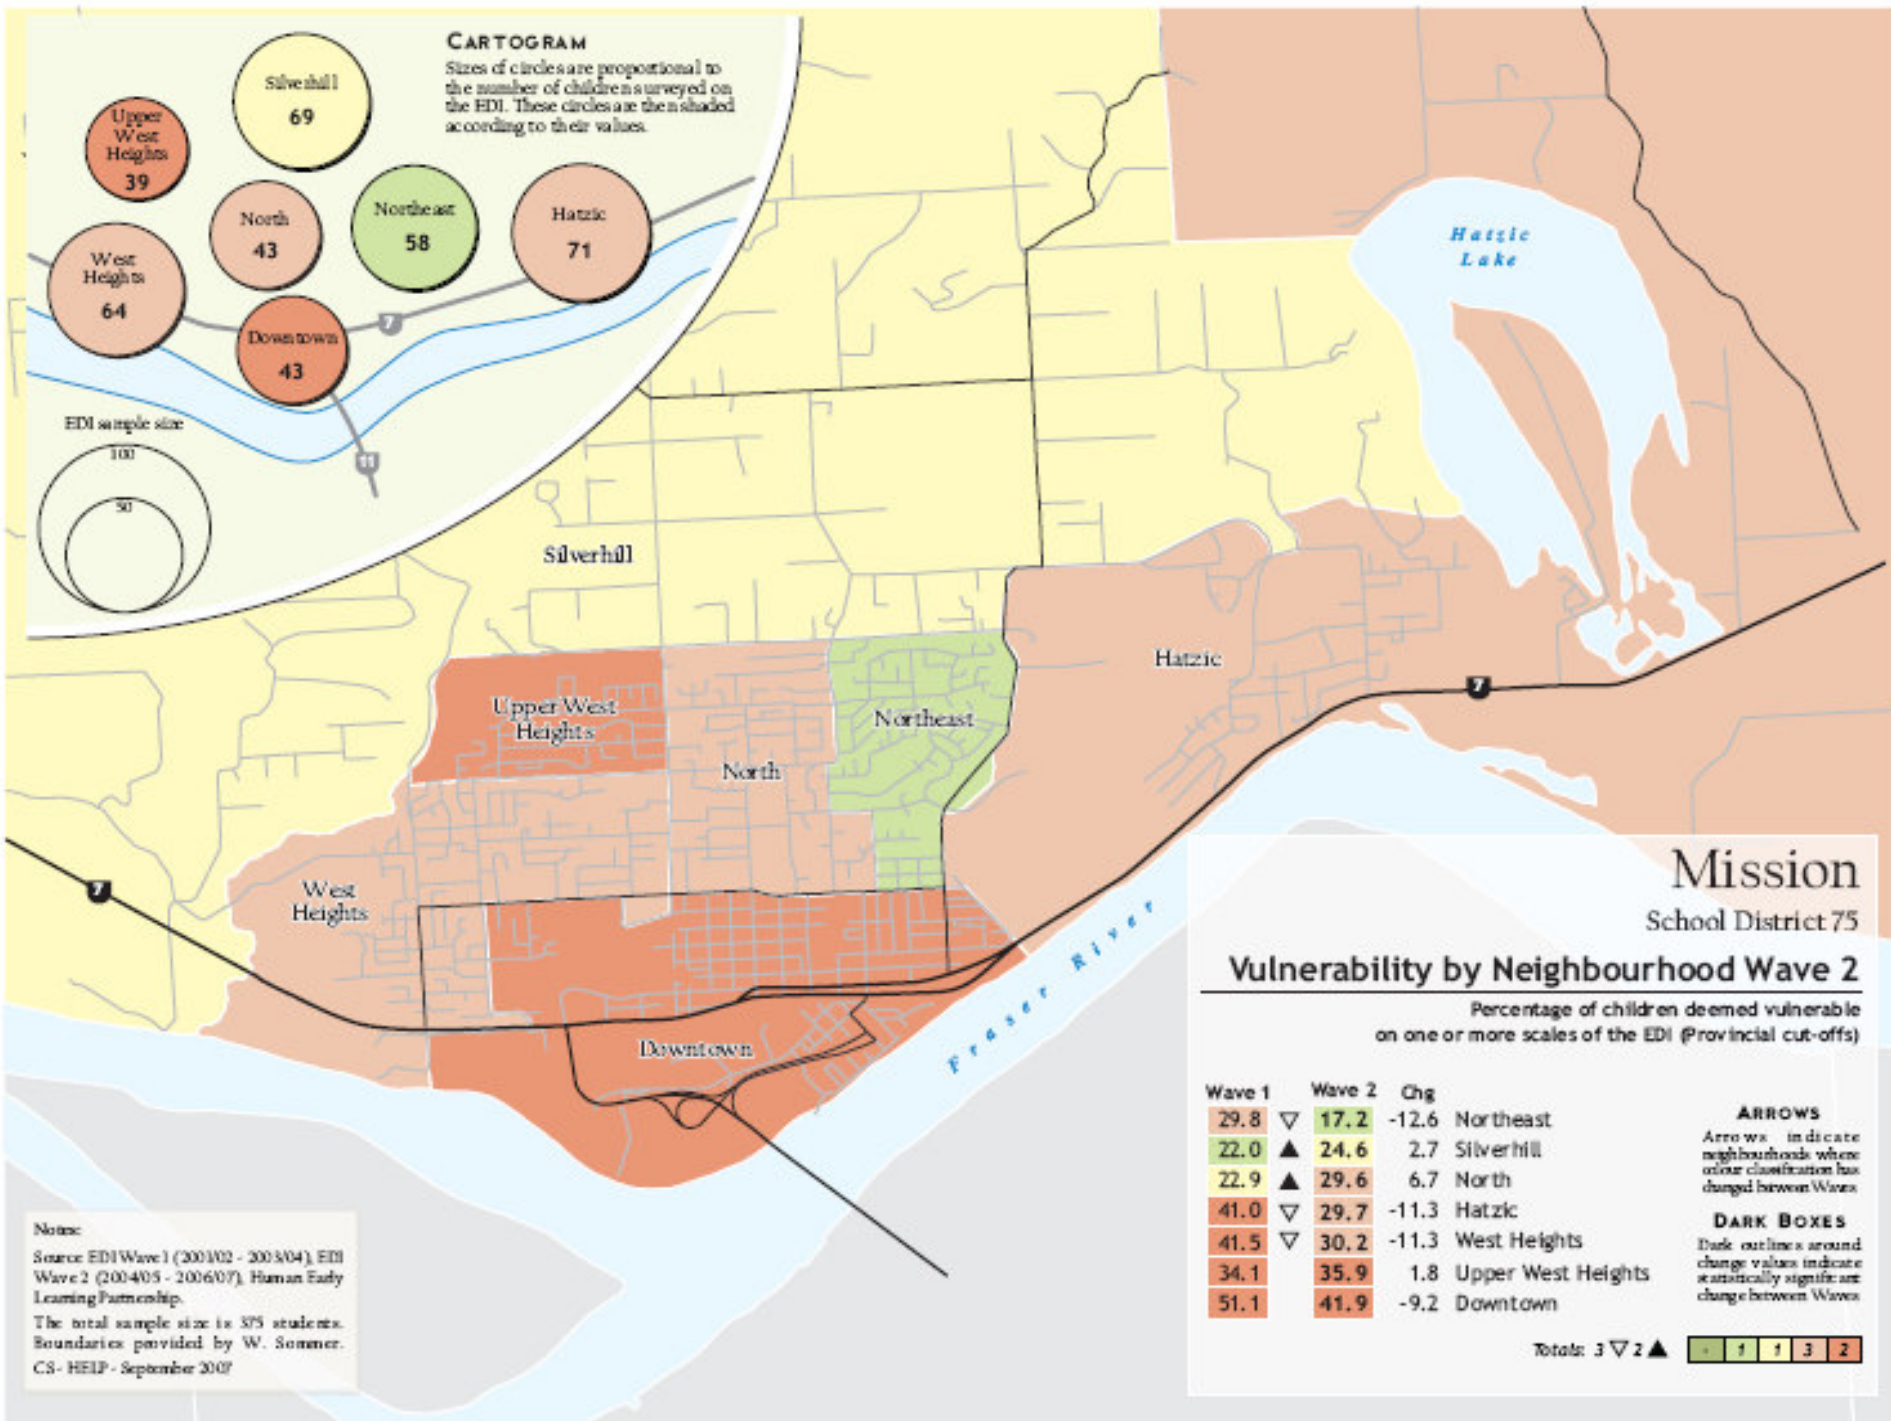 CARTOGRAM
Sizes of circles are proportional to
the number of children surveyed on
the EDI. These circles are then shaded
according to their values.
Silverhill
69
Upper
West
Heights
39
North
43
Northeast
58
Hatzic
71
West
Heights
64
Downtown
43
7
11
EDI sample size
100
50
Hatzic
Lake
Silverhill
Hatzic
7
Upper West
Heights
Northeast
North
7
West
Heights
Downtown
Fraser River
Mission
School District 75
Vulnerability by Neighbourhood Wave 2
Percentage of children deemed vulnerable
on one or more scales of the EDI (Provincial cut-offs)
Wave 1 Wave 2 Chg
29.8 ▽ 17.2 -12.6 Northeast
22.0 ▲ 24.6 2.7 Silverhill
22.9 ▲ 29.6 6.7 North
41.0 ▽ 29.7 -11.3 Hatzic
41.5 ▽ 30.2 -11.3 West Heights
34.1 35.9 1.8 Upper West Heights
51.1 41.9 -9.2 Downtown
ARROWS
Arrows indicate
neighbourhoods where
colour classification has
changed between Waves
DARK BOXES
Dark outlines around
change values indicate
statistically significant
change between Waves
Totals: 3 ▽ 2 ▲ - 1 1 3 2
Notes:
Source: EDI Wave 1 (2001/02 - 2003/04), EDI
Wave 2 (2004/05 - 2006/07), Human Early
Learning Partnership.
The total sample size is 375 students.
Boundaries provided by W. Sommer.
CS- HELP - September 2007